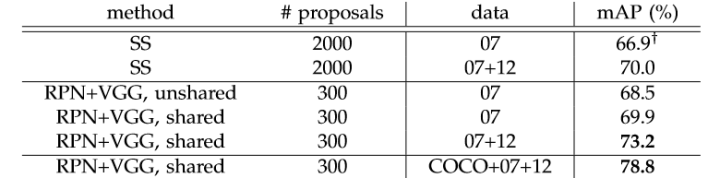 method # proposals data mAP (%)
SS 2000 07 66.9†
SS 2000 07+12 70.0
RPN+VGG, unshared 300 07 68.5
RPN+VGG, shared 300 07 69.9
RPN+VGG, shared 300 07+12 73.2
RPN+VGG, shared 300 COCO+07+12 78.8